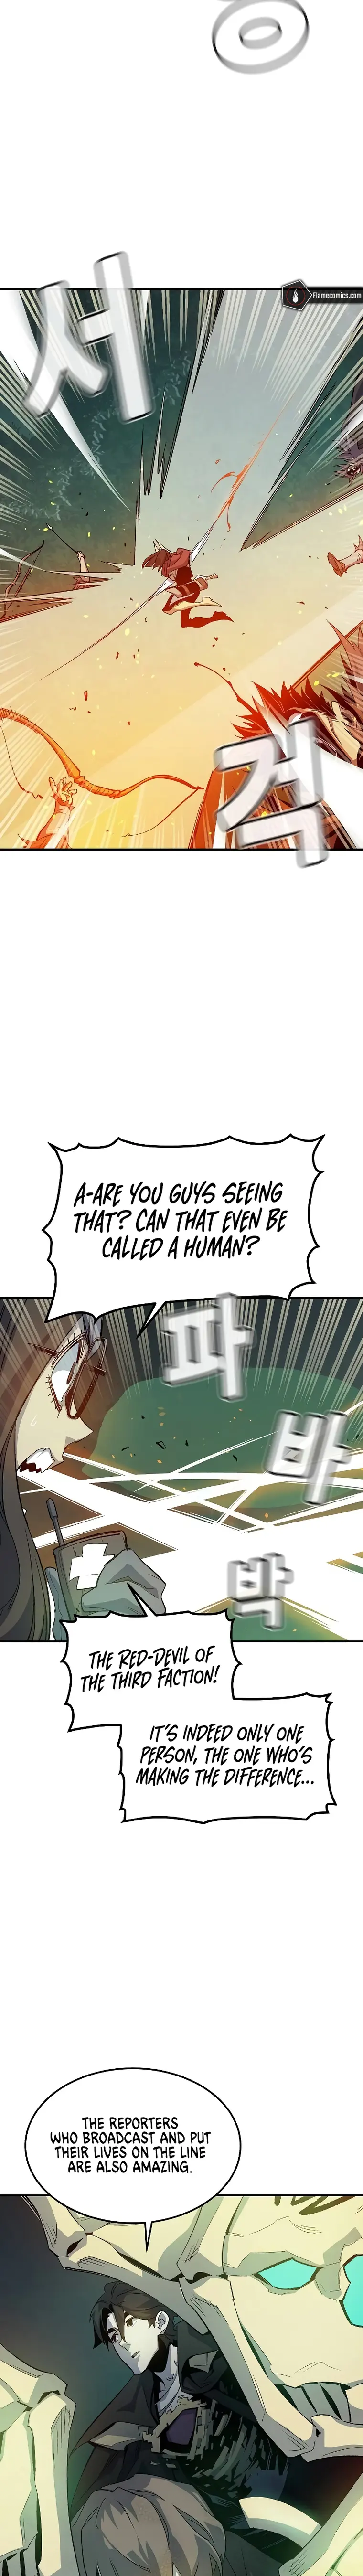 Flamecomics.com
서
걱
A-ARE YOU GUYS SEEING
THAT? CAN THAT EVEN BE
CALLED A HUMAN?
파
바
박
THE RED-DEVIL OF
THE THIRD FACTION!
IT'S INDEED ONLY ONE
PERSON, THE ONE WHO'S
MAKING THE DIFFERENCE...
THE REPORTERS
WHO BROADCAST AND PUT
THEIR LIVES ON THE LINE
ARE ALSO AMAZING.